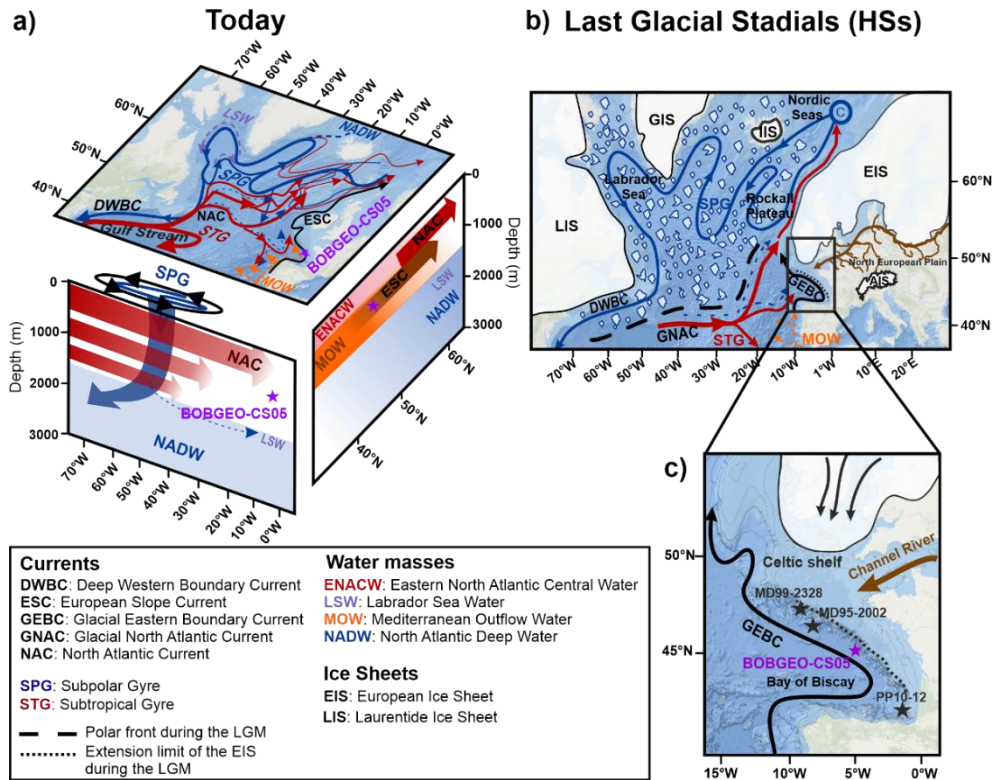 a)
Today
70°W
60°W
50°W
40°W
30°W
20°W
10°W
0°W
60°N
50°N
40°N
LSW
NADW
SPG
DWBC
NAC
Gulf Stream
STG
ESC
MOW
BOBGEO-CS05
SPG
0
1000
2000
3000
Depth (m)
NAC
BOBGEO-CS05
LSW
NADW
70°W
60°W
50°W
40°W
30°W
20°W
10°W
0°W
0
1000
2000
3000
Depth (m)
NAC
ESC
ENACW
MOW
LSW
NADW
40°N
50°N
60°N
b) Last Glacial Stadials (HSs)
GIS
IIS
Nordic
Seas
C
EIS
Labrador
Sea
SPG
Rockall
Plateau
LIS
North European Plain
AIS
GEBC
DWBC
GNAC
STG
MOW
60°N
50°N
40°N
70°W
60°W
50°W
40°W
30°W
20°W
10°W
1°W
10°E
20°E
c)
50°N
45°N
Celtic shelf
Channel River
MD99-2328
MD95-2002
GEBC
BOBGEO-CS05
Bay of Biscay
PP10-12
15°W
10°W
5°W
0°W
Currents
DWBC: Deep Western Boundary Current
ESC: European Slope Current
GEBC: Glacial Eastern Boundary Current
GNAC: Glacial North Atlantic Current
NAC: North Atlantic Current
SPG: Subpolar Gyre
STG: Subtropical Gyre
Polar front during the LGM
Extension limit of the EIS
during the LGM
Water masses
ENACW: Eastern North Atlantic Central Water
LSW: Labrador Sea Water
MOW: Mediterranean Outflow Water
NADW: North Atlantic Deep Water
Ice Sheets
EIS: European Ice Sheet
LIS: Laurentide Ice Sheet